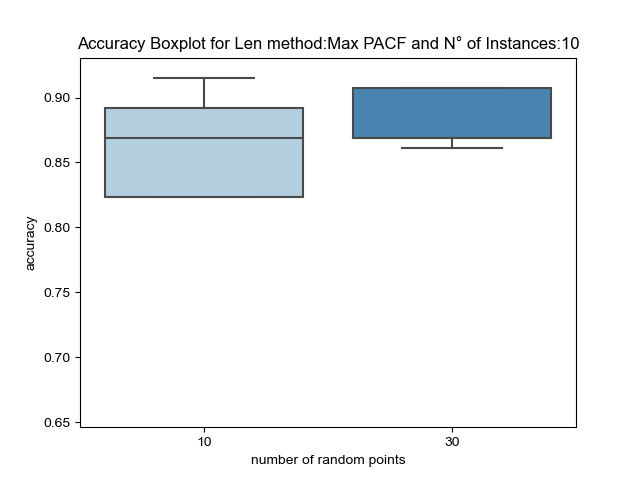 Accuracy Boxplot for Len method:Max PACF and N° of Instances:10
0.90
0.85
0.80
0.75
0.70
0.65
accuracy
10
30
number of random points